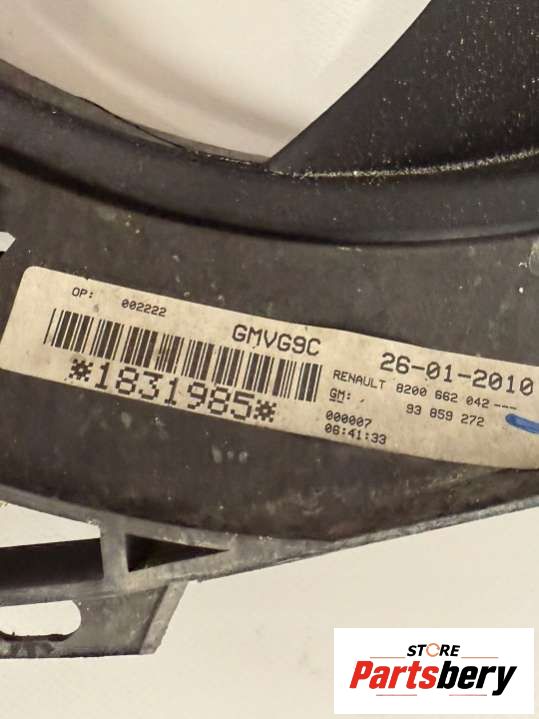 OP: 002222
GMVG9C
26-01-2010
*1831985*
RENAULT 8200 662 042 ---
GM: , 93 859 272
000007
06:41:33
STORE
Partsbery